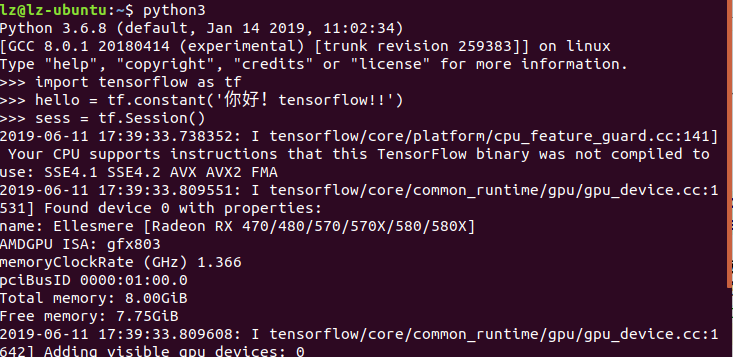 lz@lz-ubuntu:~$ python3
Python 3.6.8 (default, Jan 14 2019, 11:02:34)
[GCC 8.0.1 20180414 (experimental) [trunk revision 259383]] on linux
Type "help", "copyright", "credits" or "license" for more information.
>>> import tensorflow as tf
>>> hello = tf.constant('你好！tensorflow!!')
>>> sess = tf.Session()
2019-06-11 17:39:33.738352: I tensorflow/core/platform/cpu_feature_guard.cc:141]
 Your CPU supports instructions that this TensorFlow binary was not compiled to
use: SSE4.1 SSE4.2 AVX AVX2 FMA
2019-06-11 17:39:33.809551: I tensorflow/core/common_runtime/gpu/gpu_device.cc:1
531] Found device 0 with properties:
name: Ellesmere [Radeon RX 470/480/570/570X/580/580X]
AMDGPU ISA: gfx803
memoryClockRate (GHz) 1.366
pciBusID 0000:01:00.0
Total memory: 8.00GiB
Free memory: 7.75GiB
2019-06-11 17:39:33.809608: I tensorflow/core/common_runtime/gpu/gpu_device.cc:1
642] Adding visible gpu devices: 0